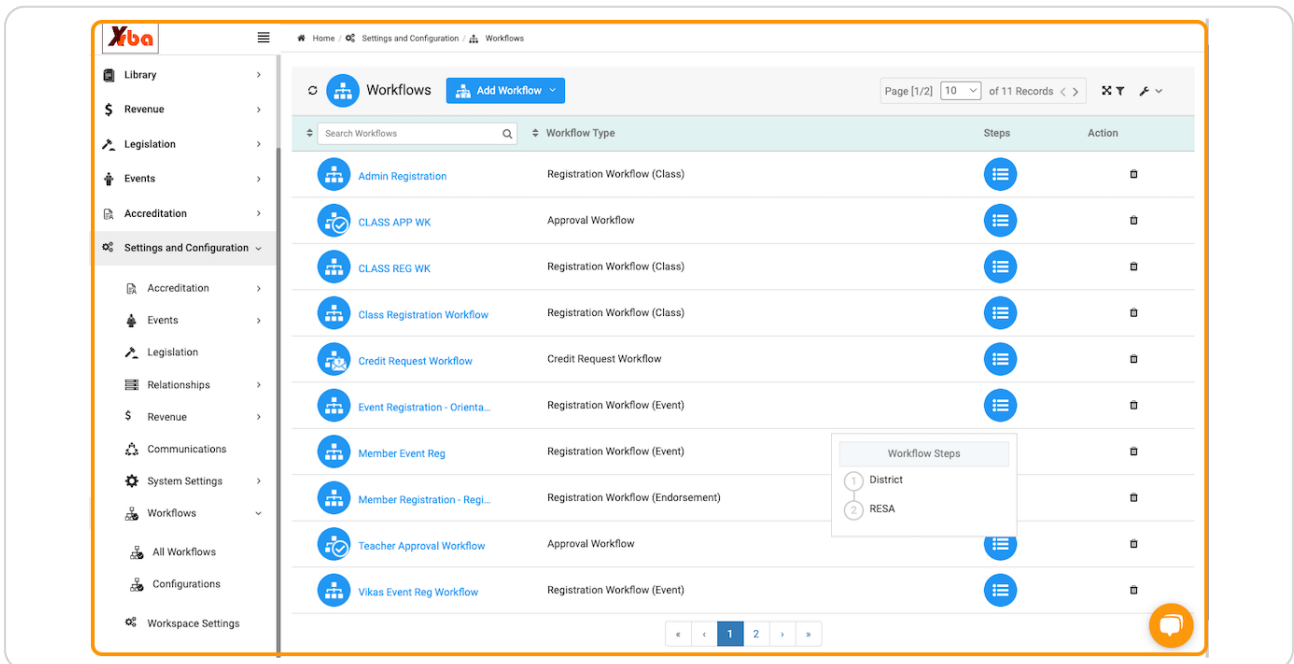 Xrba
Home / Settings and Configuration / Workflows
Library
Revenue
Legislation
Events
Accreditation
Settings and Configuration
Accreditation
Events
Legislation
Relationships
Revenue
Communications
System Settings
Workflows
All Workflows
Configurations
Workspace Settings
Workflows Add Workflow Page [1/2] 10 of 11 Records
Search Workflows Workflow Type Steps Action
Admin Registration Registration Workflow (Class)
CLASS APP WK Approval Workflow
CLASS REG WK Registration Workflow (Class)
Class Registration Workflow Registration Workflow (Class)
Credit Request Workflow Credit Request Workflow
Event Registration - Orienta... Registration Workflow (Event)
Member Event Reg Registration Workflow (Event)
Member Registration - Regi... Registration Workflow (Endorsement)
Teacher Approval Workflow Approval Workflow
Vikas Event Reg Workflow Registration Workflow (Event)
Workflow Steps
1 District
2 RESA
« ‹ 1 2 › »